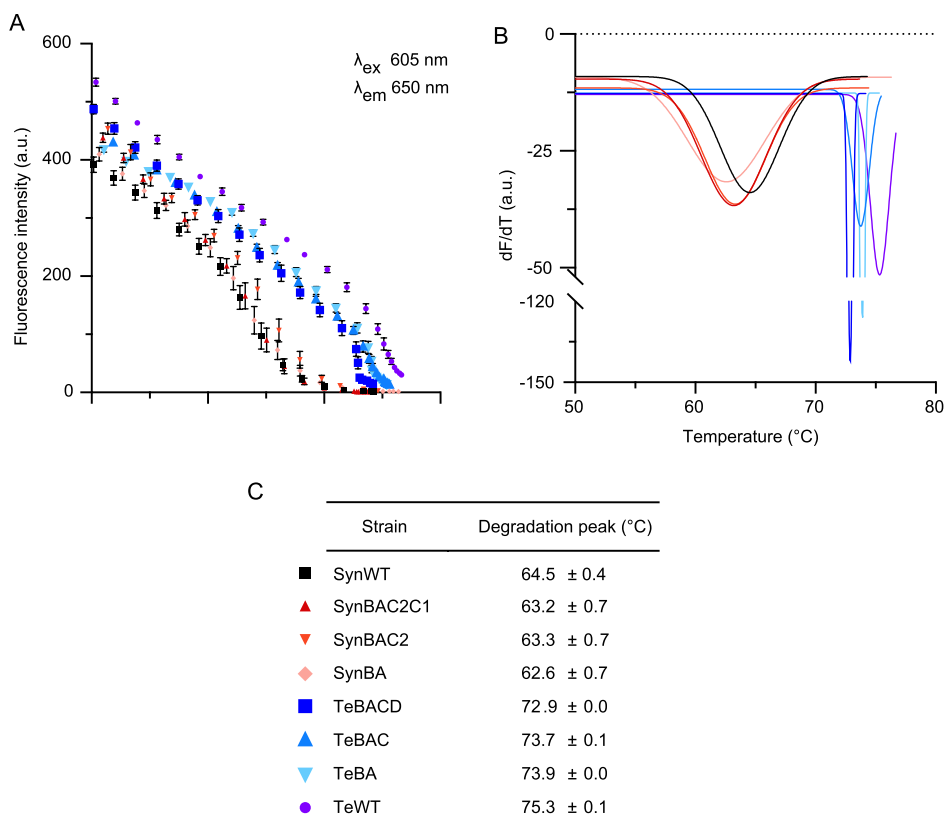 A
600
400
200
0
Fluorescence intensity (a.u.)
λex 605 nm
λem 650 nm
B
0
-25
-50
-120
-150
dF/dT (a.u.)
50
60
70
80
Temperature (°C)
C
Strain Degradation peak (°C)
SynWT 64.5 ± 0.4
SynBAC2C1 63.2 ± 0.7
SynBAC2 63.3 ± 0.7
SynBA 62.6 ± 0.7
TeBACD 72.9 ± 0.0
TeBAC 73.7 ± 0.1
TeBA 73.9 ± 0.0
TeWT 75.3 ± 0.1